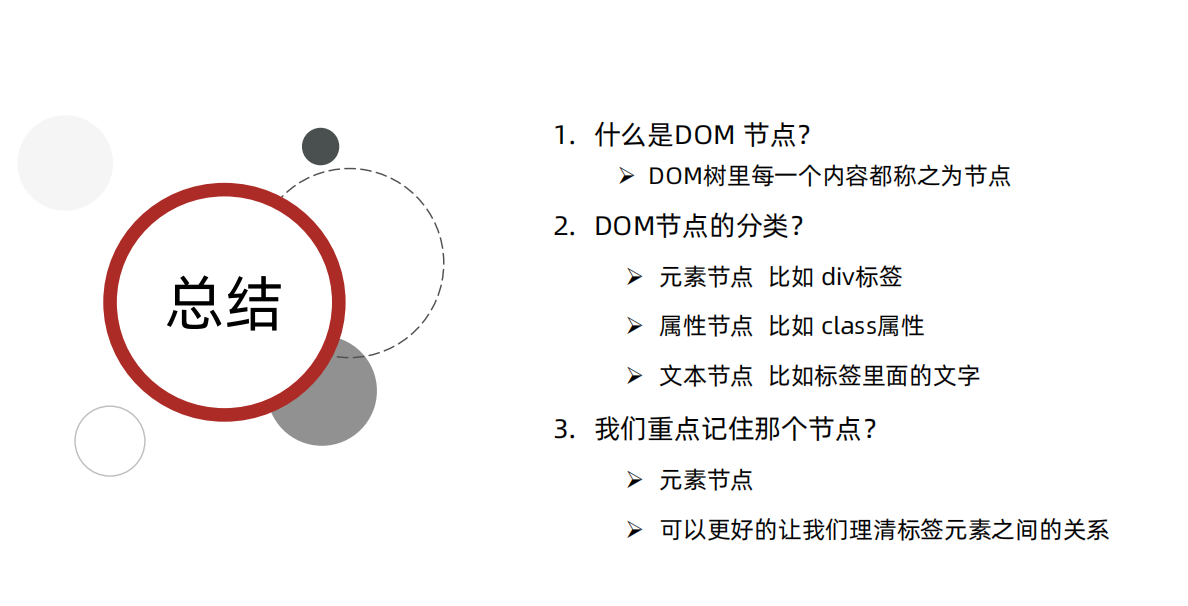 总结
1. 什么是DOM 节点？
➢ DOM树里每一个内容都称之为节点
2. DOM节点的分类？
➢ 元素节点 比如 div标签
➢ 属性节点 比如 class属性
➢ 文本节点 比如标签里面的文字
3. 我们重点记住那个节点？
➢ 元素节点
➢ 可以更好的让我们理清标签元素之间的关系